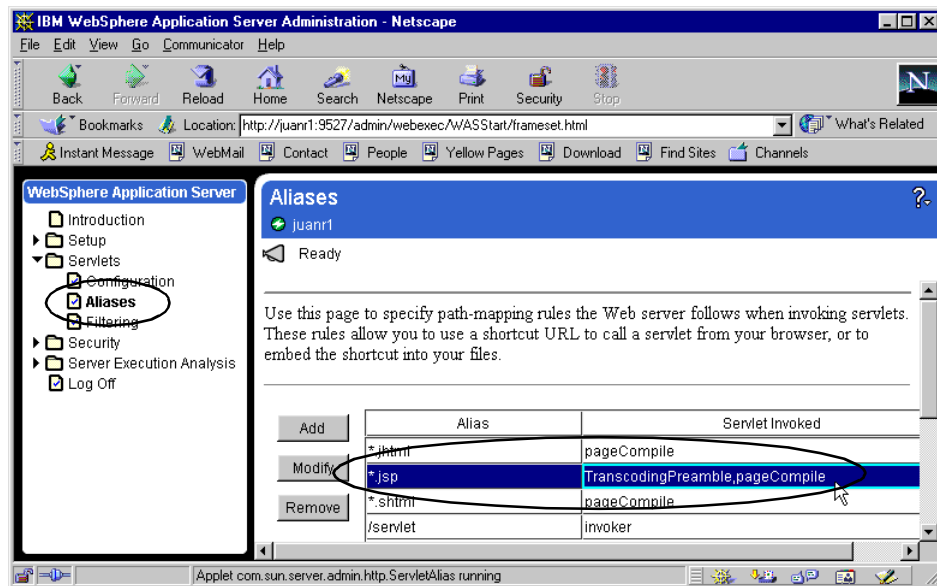 IBM WebSphere Application Server Administration - Netscape
File Edit View Go Communicator Help
Back Forward Reload Home Search Netscape Print Security Stop
My
N
Bookmarks Location: http://juanr1:9527/admin/webexec/WASStart/frameset.html What's Related
Instant Message WebMail Contact People Yellow Pages Download Find Sites Channels
WebSphere Application Server
Introduction
Setup
Servlets
Configuration
Aliases
Filtering
Security
Server Execution Analysis
Log Off
Aliases
?
juanr1
Ready
Use this page to specify path-mapping rules the Web server follows when invoking servlets.
These rules allow you to use a shortcut URL to call a servlet from your browser, or to
embed the shortcut into your files.
Add
Modify
Remove
Alias Servlet Invoked
*.jhtml pageCompile
*.jsp TranscodingPreamble,pageCompile
*.shtml pageCompile
/servlet invoker
Applet com.sun.server.admin.http.ServletAlias running